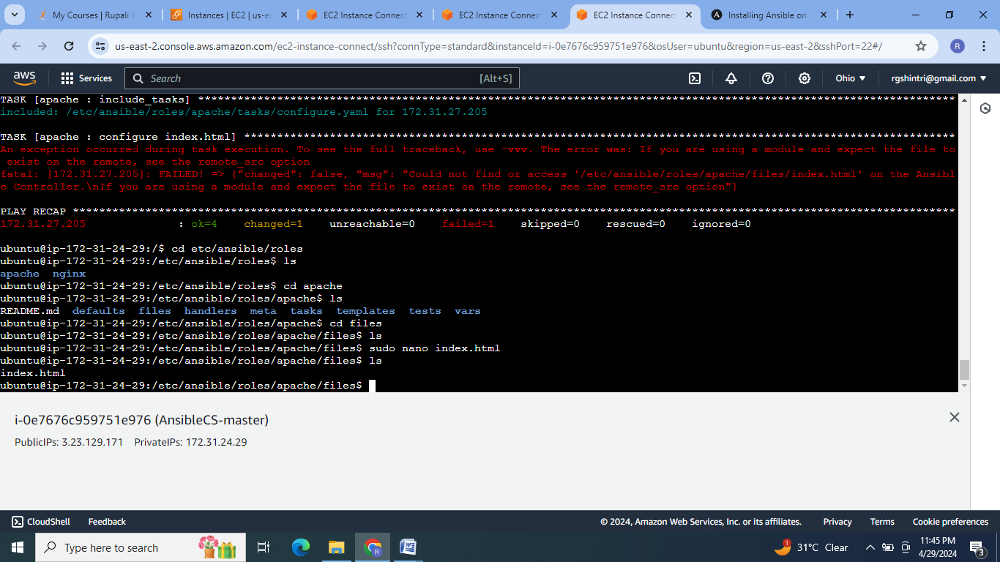 My Courses | Rupali S
Instances | EC2 | us-ea
EC2 Instance Connect
EC2 Instance Connect
EC2 Instance Connect
Installing Ansible on s
us-east-2.console.aws.amazon.com/ec2-instance-connect/ssh?connType=standard&instanceId=i-0e7676c959751e976&osUser=ubuntu&region=us-east-2&sshPort=22#/
R
aws
Services
Search
[Alt+S]
Ohio
rgshintri@gmail.com
TASK [apache : include_tasks] *******************************************************************************************************************
included: /etc/ansible/roles/apache/tasks/configure.yaml for 172.31.27.205
TASK [apache : configure index.html] ************************************************************************************************************
An exception occurred during task execution. To see the full traceback, use -vvv. The error was: If you are using a module and expect the file to
 exist on the remote, see the remote_src option
fatal: [172.31.27.205]: FAILED! => {"changed": false, "msg": "Could not find or access '/etc/ansible/roles/apache/files/index.html' on the Ansibl
e Controller.\nIf you are using a module and expect the file to exist on the remote, see the remote_src option"}
PLAY RECAP **************************************************************************************************************************************
172.31.27.205              : ok=4    changed=1    unreachable=0    failed=1    skipped=0    rescued=0    ignored=0
ubuntu@ip-172-31-24-29:/$ cd etc/ansible/roles
ubuntu@ip-172-31-24-29:/etc/ansible/roles$ ls
apache  nginx
ubuntu@ip-172-31-24-29:/etc/ansible/roles$ cd apache
ubuntu@ip-172-31-24-29:/etc/ansible/roles/apache$ ls
README.md  defaults  files  handlers  meta  tasks  templates  tests  vars
ubuntu@ip-172-31-24-29:/etc/ansible/roles/apache$ cd files
ubuntu@ip-172-31-24-29:/etc/ansible/roles/apache/files$ ls
ubuntu@ip-172-31-24-29:/etc/ansible/roles/apache/files$ sudo nano index.html
ubuntu@ip-172-31-24-29:/etc/ansible/roles/apache/files$ ls
index.html
ubuntu@ip-172-31-24-29:/etc/ansible/roles/apache/files$
i-0e7676c959751e976 (AnsibleCS-master)
PublicIPs: 3.23.129.171    PrivateIPs: 172.31.24.29
CloudShell
Feedback
© 2024, Amazon Web Services, Inc. or its affiliates.
Privacy
Terms
Cookie preferences
Type here to search
R
1
31°C Clear
11:45 PM
4/29/2024
3